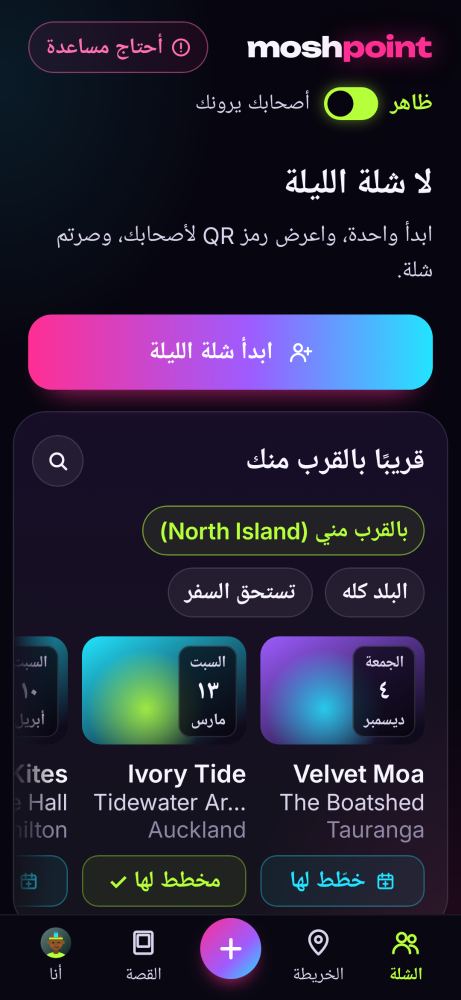 moshpoint
أحتاج مساعدة
ظاهر
أصحابك يرونك
لا شلة الليلة
ابدأ واحدة، واعرض رمز QR لأصحابك، وصرتم
شلة.
ابدأ شلة الليلة
قريبًا بالقرب منك
بالقرب مني (North Island)
البلد كله
تستحق السفر
الجمعة
٤
ديسمبر
Velvet Moa
The Boatshed
Tauranga
خطّط لها
السبت
١٣
مارس
Ivory Tide
Tidewater Ar...
Auckland
مخطط لها
السبت
١٠
أبريل
Kites
Hall
الشلة
الخريطة
القصة
أنا